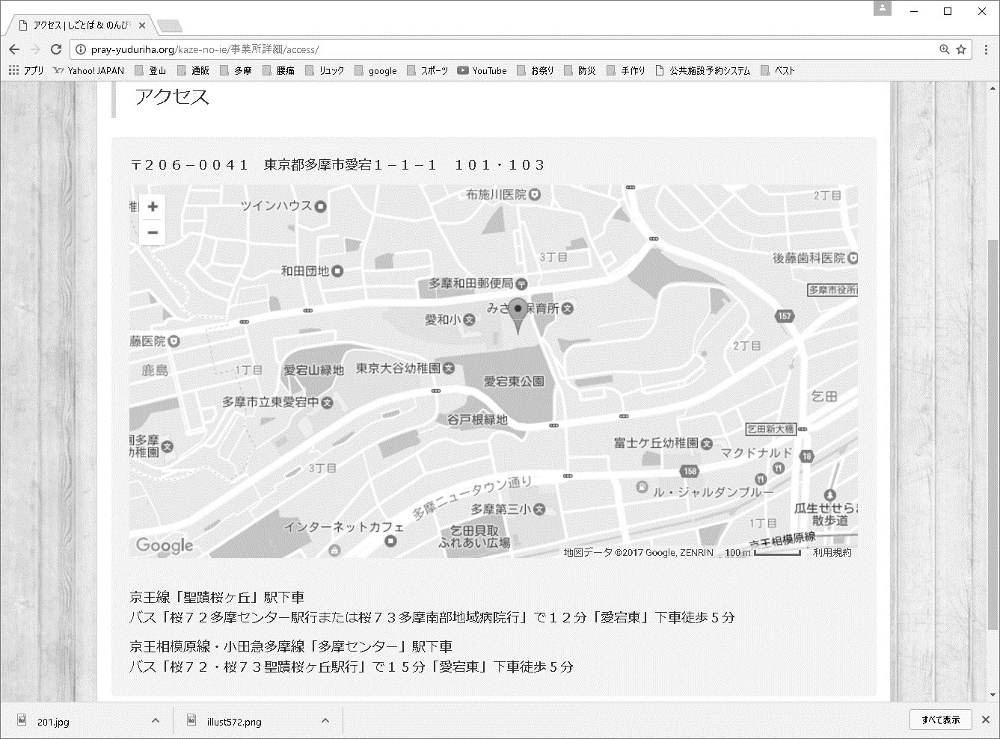 アクセス | しごとば & のんび
pray-yuduriha.org/kaze-no-ie/事業所詳細/access/
アプリ Yahoo! JAPAN 登山 通販 多摩 腰痛 リュック google スポーツ YouTube お祭り 防災 手作り 公共施設予約システム ベスト
アクセス
〒２０６－００４１　東京都多摩市愛宕１－１－１　１０１・１０３
布施川医院
2丁目
ツインハウス
+
−
3丁目
後藤歯科医院
和田団地
多摩和田郵便局
多摩市役所
みさ 保育所
愛和小
157
藤医院
2丁目
鹿島
1丁目
愛宕山緑地
東京大谷幼稚園
愛宕東公園
乞田
多摩市立東愛宕中
谷戸根緑地
乞田新大橋
園多摩
幼稚園
富士ケ丘幼稚園
マクドナルド
18
3丁目
158
多摩ニュータウン通り
ル・ジャルダンブルー
多摩第三小
瓜生せせらぎ
散歩道
1丁目
インターネットカフェ
乞田貝取
ふれあい広場
京王相模原線
Google
地図データ ©2017 Google, ZENRIN 100 m 利用規約
京王線「聖蹟桜ヶ丘」駅下車
バス「桜７２多摩センター駅行または桜７３多摩南部地域病院行」で１２分「愛宕東」下車徒歩５分
京王相模原線・小田急多摩線「多摩センター」駅下車
バス「桜７２・桜７３聖蹟桜ヶ丘駅行」で１５分「愛宕東」下車徒歩５分
201.jpg
illust572.png
すべて表示